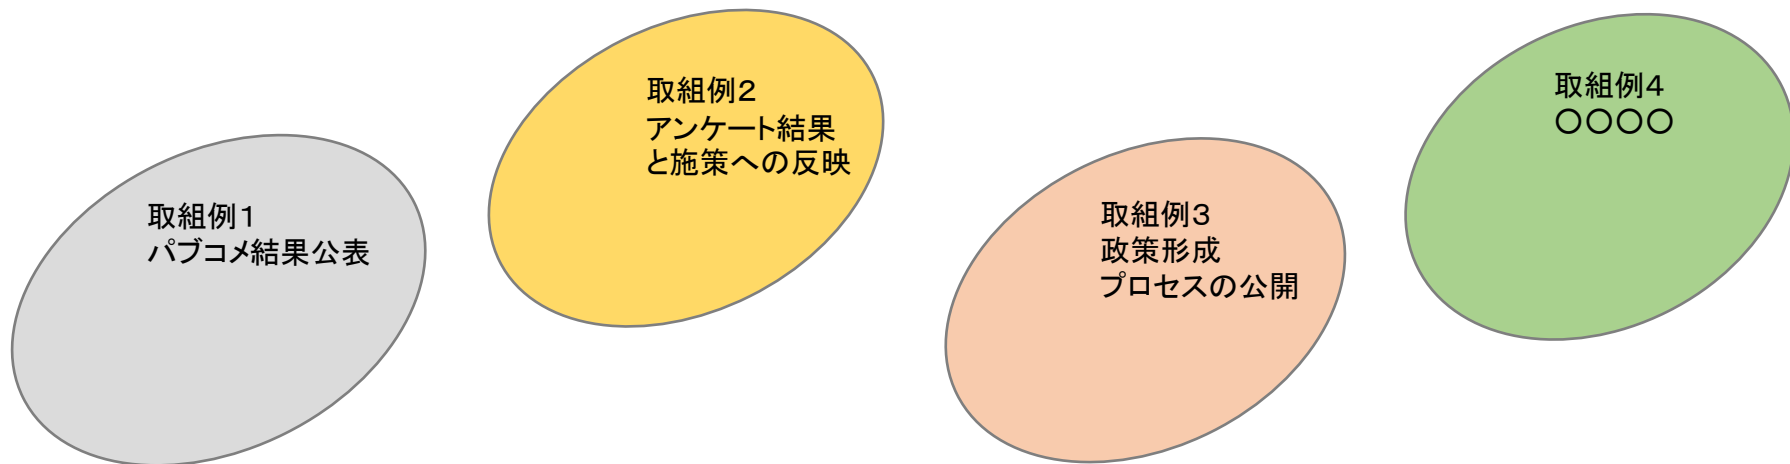 取組例１
パブコメ結果公表
取組例２
アンケート結果
と施策への反映
取組例３
政策形成
プロセスの公開
取組例４
〇〇〇〇